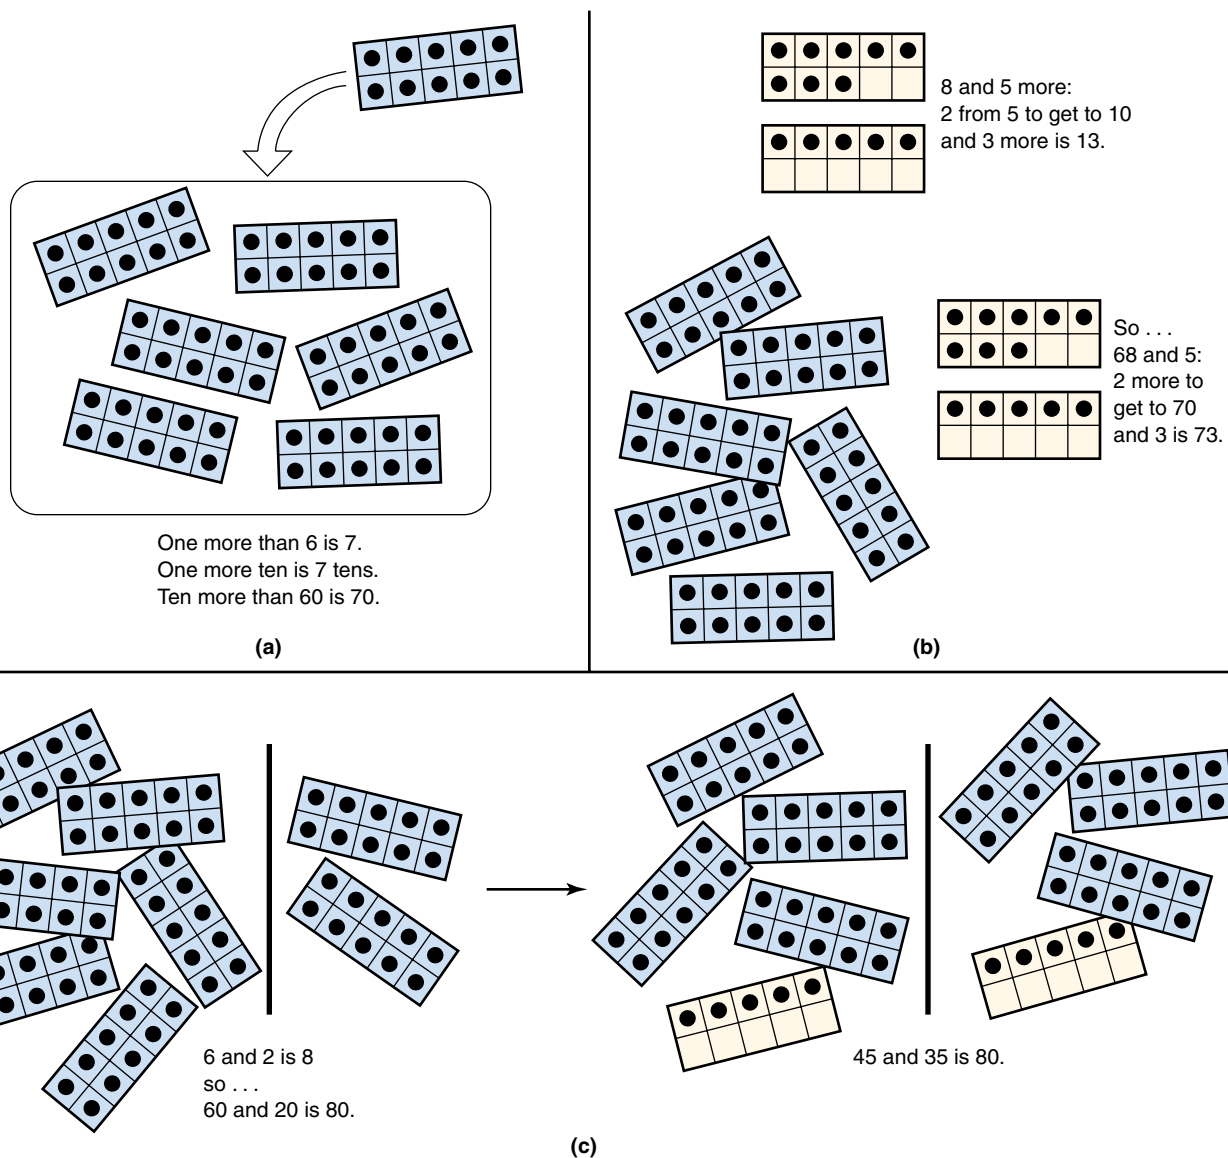 One more than 6 is 7.
One more ten is 7 tens.
Ten more than 60 is 70.
(a)
8 and 5 more:
2 from 5 to get to 10
and 3 more is 13.
So . . .
68 and 5:
2 more to
get to 70
and 3 is 73.
(b)
6 and 2 is 8
so . . .
60 and 20 is 80.
45 and 35 is 80.
(c)